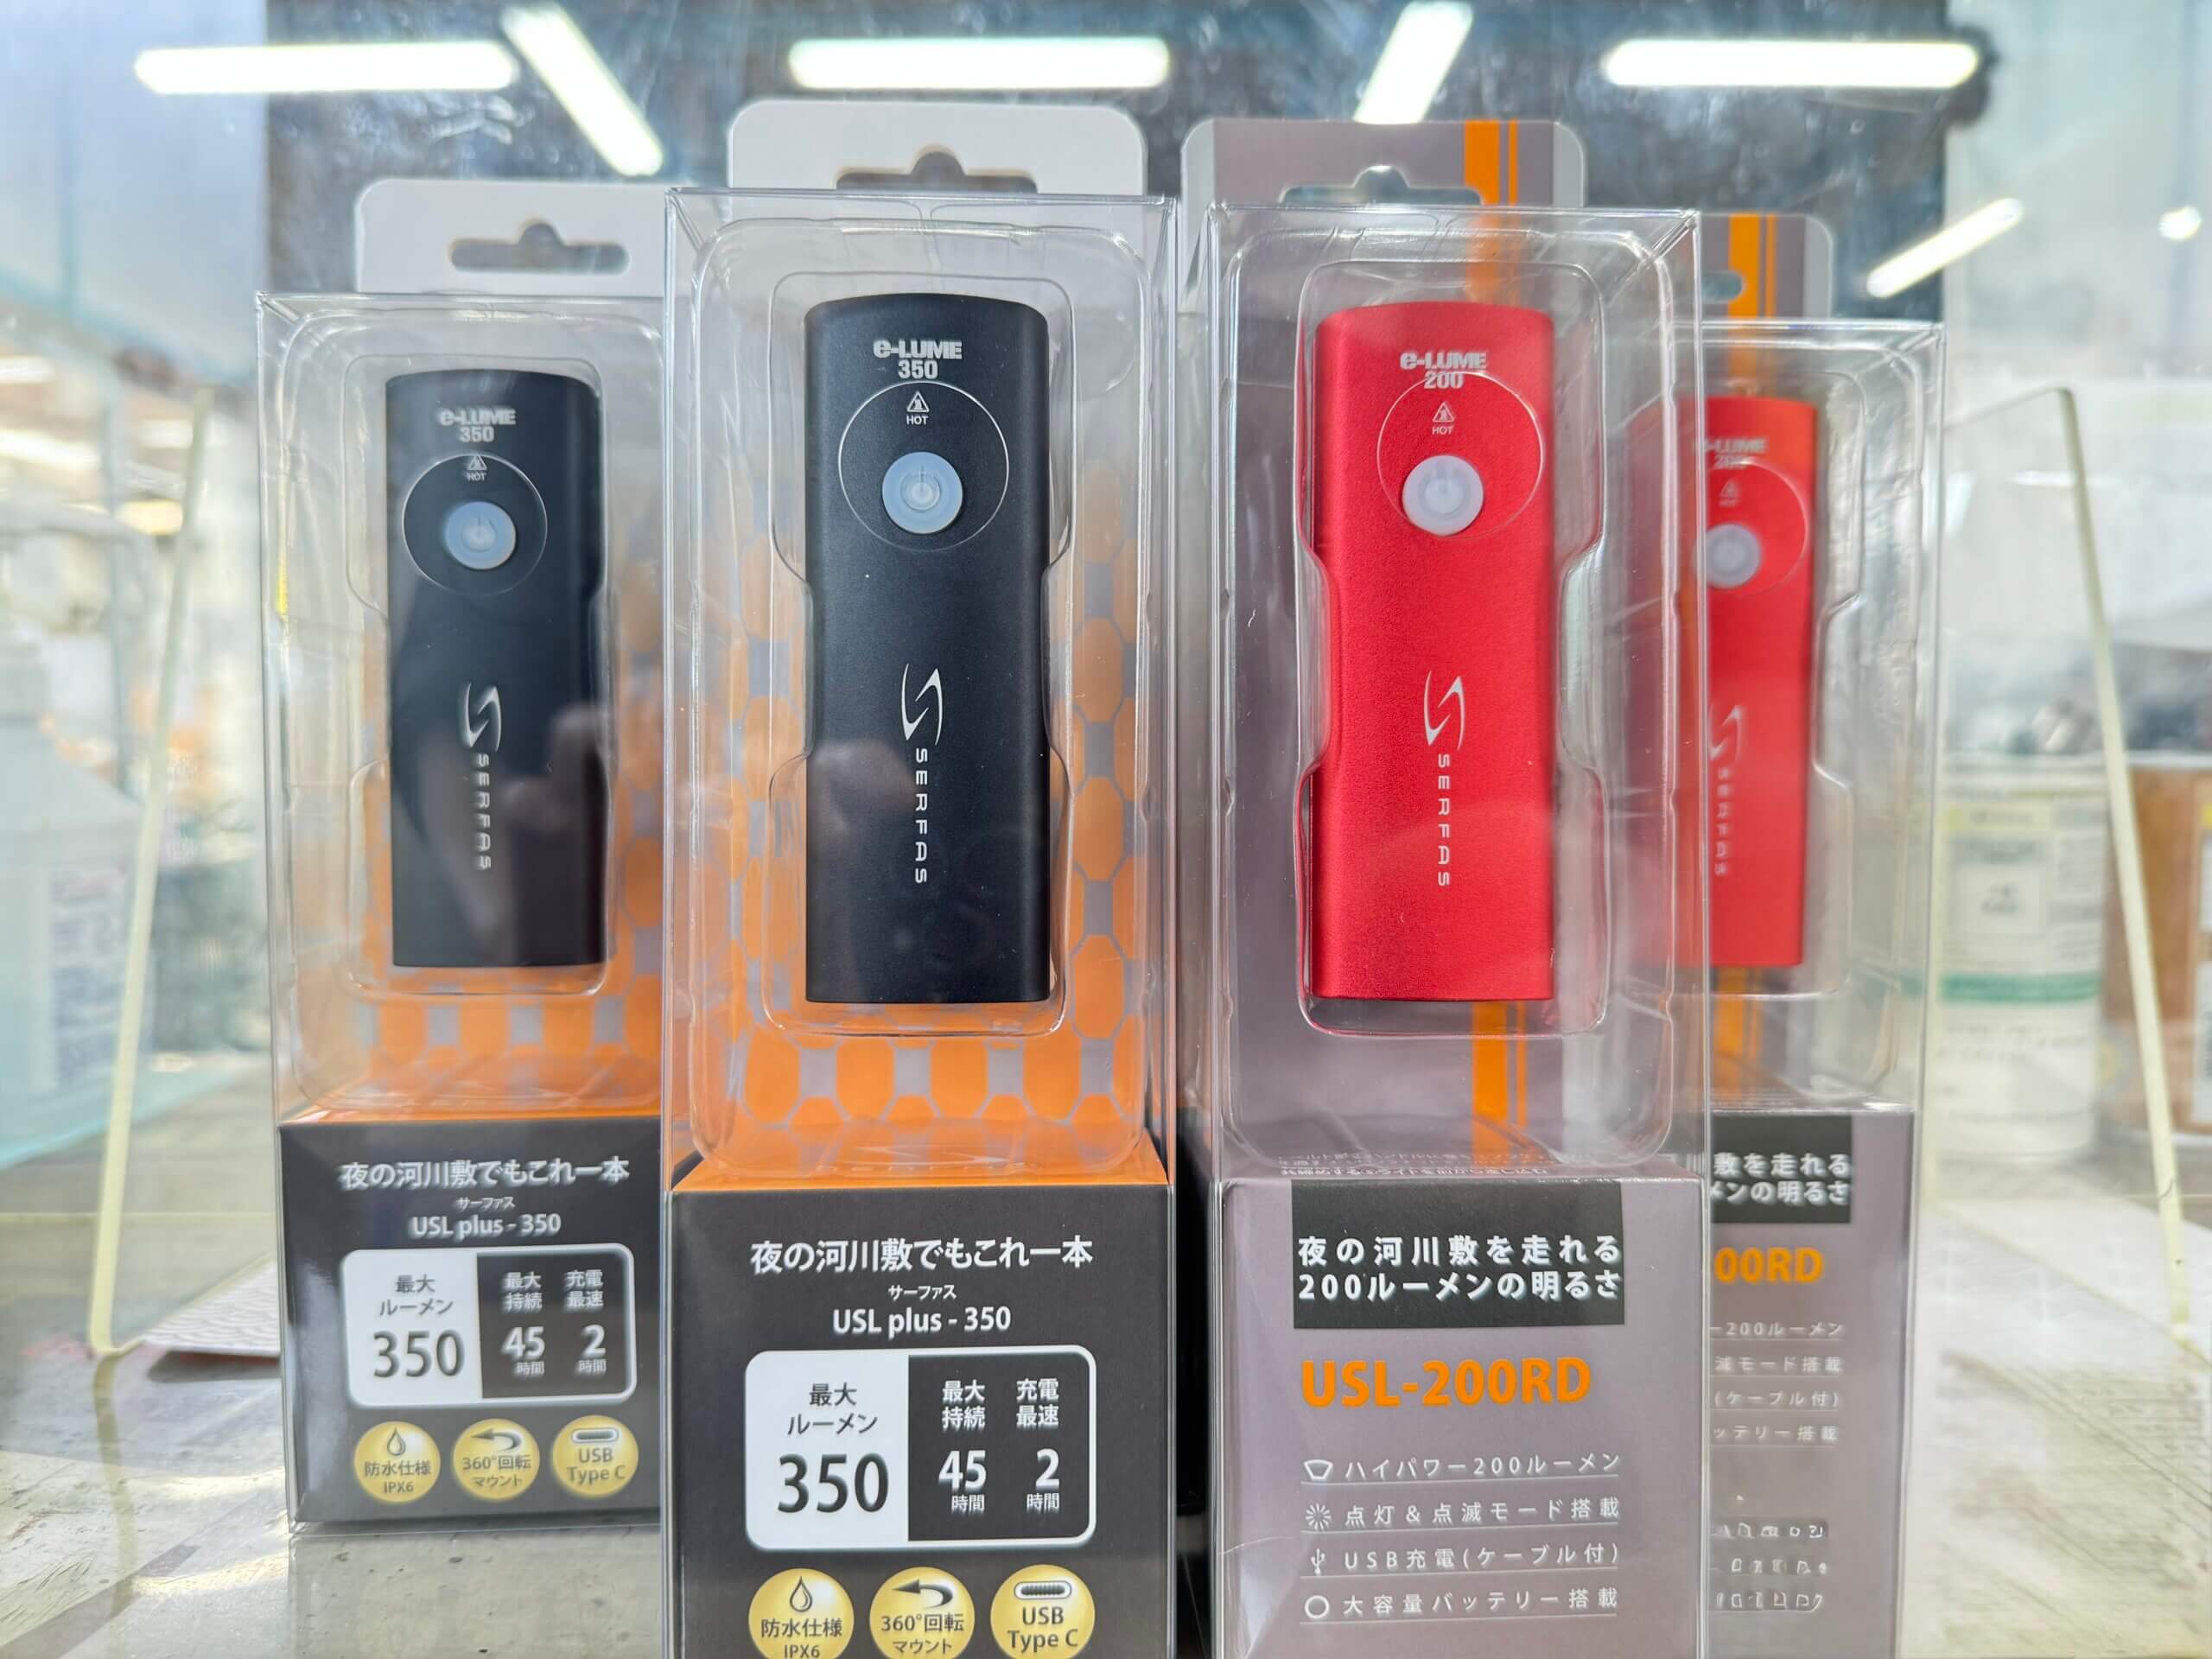 e-LUME
350
HOT
SERFAS
夜の河川敷でもこれ一本
サーファス
USL plus - 350
最大
ルーメン
350
最大
持続
45
時間
充電
最速
2
時間
防水仕様
IPX6
360°回転
マウント
USB
Type C
e-LUME
350
HOT
SERFAS
夜の河川敷でもこれ一本
サーファス
USL plus - 350
最大
ルーメン
350
最大
持続
45
時間
充電
最速
2
時間
防水仕様
IPX6
360°回転
マウント
USB
Type C
e-LUME
200
HOT
SERFAS
夜の河川敷を走れる
200ルーメンの明るさ
USL-200RD
ハイパワー200ルーメン
点灯&点滅モード搭載
USB充電(ケーブル付)
大容量バッテリー搭載
SERFAS
敷を走れる
メンの明るさ
00RD
ー200ルーメン
滅モード搭載
(ケーブル付)
ッテリー搭載